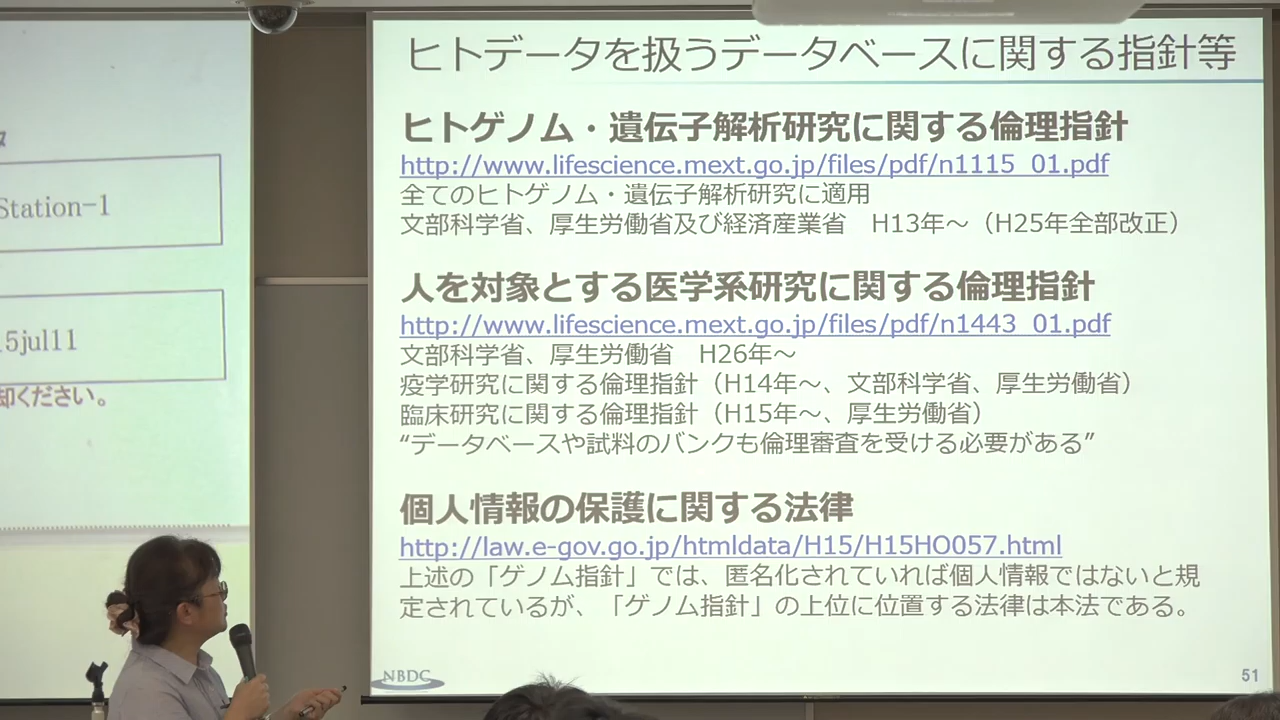 Station-1
5jul11
却ください。
ヒトデータを扱うデータベースに関する指針等
ヒトゲノム・遺伝子解析研究に関する倫理指針
http://www.lifescience.mext.go.jp/files/pdf/n1115_01.pdf
全てのヒトゲノム・遺伝子解析研究に適用
文部科学省、厚生労働省及び経済産業省　H13年～（H25年全部改正）
人を対象とする医学系研究に関する倫理指針
http://www.lifescience.mext.go.jp/files/pdf/n1443_01.pdf
文部科学省、厚生労働省　H26年～
疫学研究に関する倫理指針（H14年～、文部科学省、厚生労働省）
臨床研究に関する倫理指針（H15年～、厚生労働省）
“データベースや試料のバンクも倫理審査を受ける必要がある”
個人情報の保護に関する法律
http://law.e-gov.go.jp/htmldata/H15/H15HO057.html
上述の「ゲノム指針」では、匿名化されていれば個人情報ではないと規
定されているが、「ゲノム指針」の上位に位置する法律は本法である。
NBDC
51